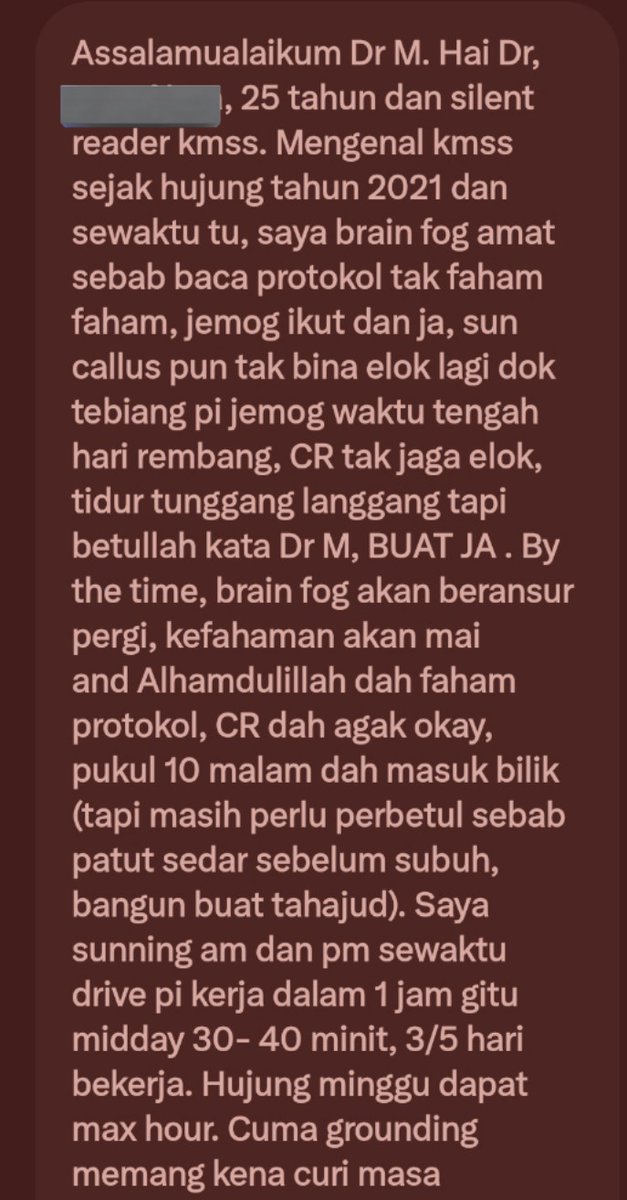 Assalamualaikum Dr M. Hai Dr,
, 25 tahun dan silent
reader kmss. Mengenal kmss
sejak hujung tahun 2021 dan
sewaktu tu, saya brain fog amat
sebab baca protokol tak faham
faham, jemog ikut dan ja, sun
callus pun tak bina elok lagi dok
tebiang pi jemog waktu tengah
hari rembang, CR tak jaga elok,
tidur tunggang langgang tapi
betullah kata Dr M, BUAT JA . By
the time, brain fog akan beransur
pergi, kefahaman akan mai
and Alhamdulillah dah faham
protokol, CR dah agak okay,
pukul 10 malam dah masuk bilik
(tapi masih perlu perbetul sebab
patut sedar sebelum subuh,
bangun buat tahajud). Saya
sunning am dan pm sewaktu
drive pi kerja dalam 1 jam gitu
midday 30- 40 minit, 3/5 hari
bekerja. Hujung minggu dapat
max hour. Cuma grounding
memang kena curi masa